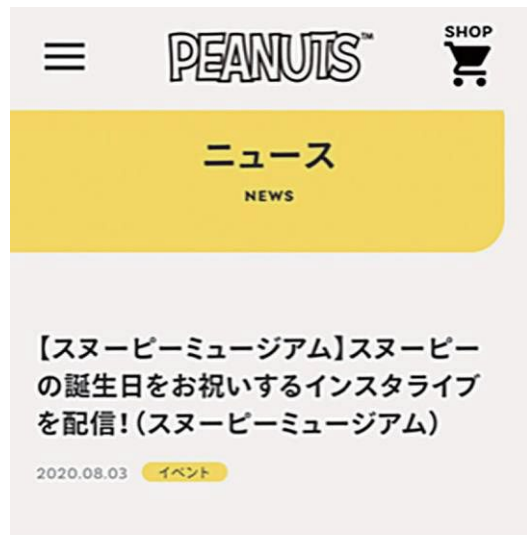 PEANUTS™
SHOP
ニュース
NEWS
【スヌーピーミュージアム】スヌーピー
の誕生日をお祝いするインスタライブ
を配信!(スヌーピーミュージアム)
2020.08.03 イベント